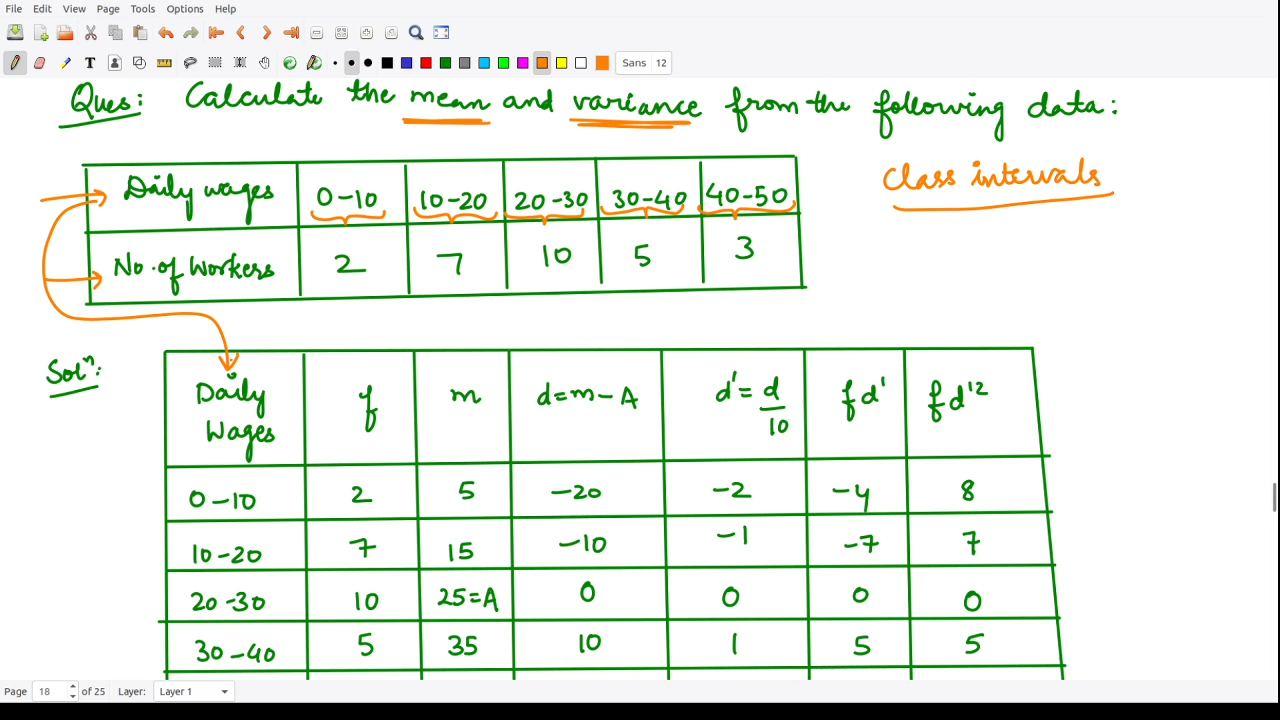 File Edit View Page Tools Options Help
Sans 12
Ques: Calculate the mean and variance from the following data:
class intervals
Daily wages 0-10 10-20 20-30 30-40 40-50
No. of Workers 2 7 10 5 3
Solⁿ:
Daily Wages f m d=m-A d'=d/10 fd' fd'²
0-10 2 5 -20 -2 -4 8
10-20 7 15 -10 -1 -7 7
20-30 10 25=A 0 0 0 0
30-40 5 35 10 1 5 5
Page 18 of 25 Layer: Layer 1